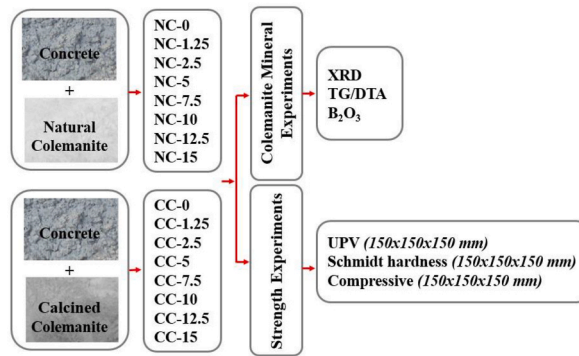 Concrete
+
Natural
Colemanite
NC-0
NC-1.25
NC-2.5
NC-5
NC-7.5
NC-10
NC-12.5
NC-15
Concrete
+
Calcined
Colemanite
CC-0
CC-1.25
CC-2.5
CC-5
CC-7.5
CC-10
CC-12.5
CC-15
Colemanite Mineral
Experiments
Strength Experiments
XRD
TG/DTA
B₂O₃
UPV (150x150x150 mm)
Schmidt hardness (150x150x150 mm)
Compressive (150x150x150 mm)